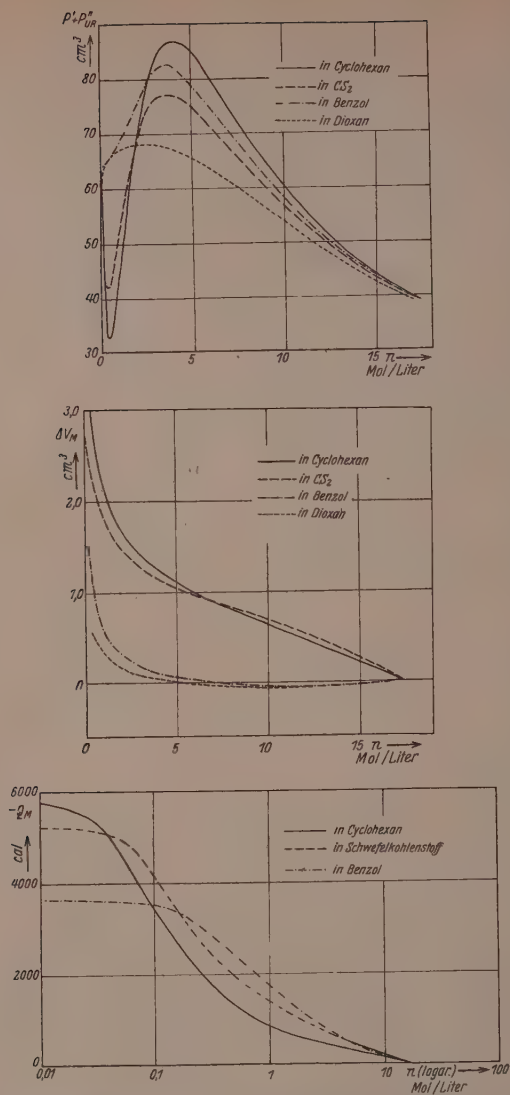 P'+P"UR
cm³
80
70
60
50
40
30
in Cyclohexan
in CS₂
in Benzol
in Dioxan
0
5
10
15 n
Mol/Liter
3,0
ΔV_M
cm³
2,0
1,0
n
in Cyclohexan
in CS₂
in Benzol
in Dioxan
0
5
10
15 n
Mol/Liter
6000
cal
4000
2000
0
in Cyclohexan
in Schwefelkohlenstoff
in Benzol
0,01
0,1
1
10
n (logar.)
100
Mol/Liter